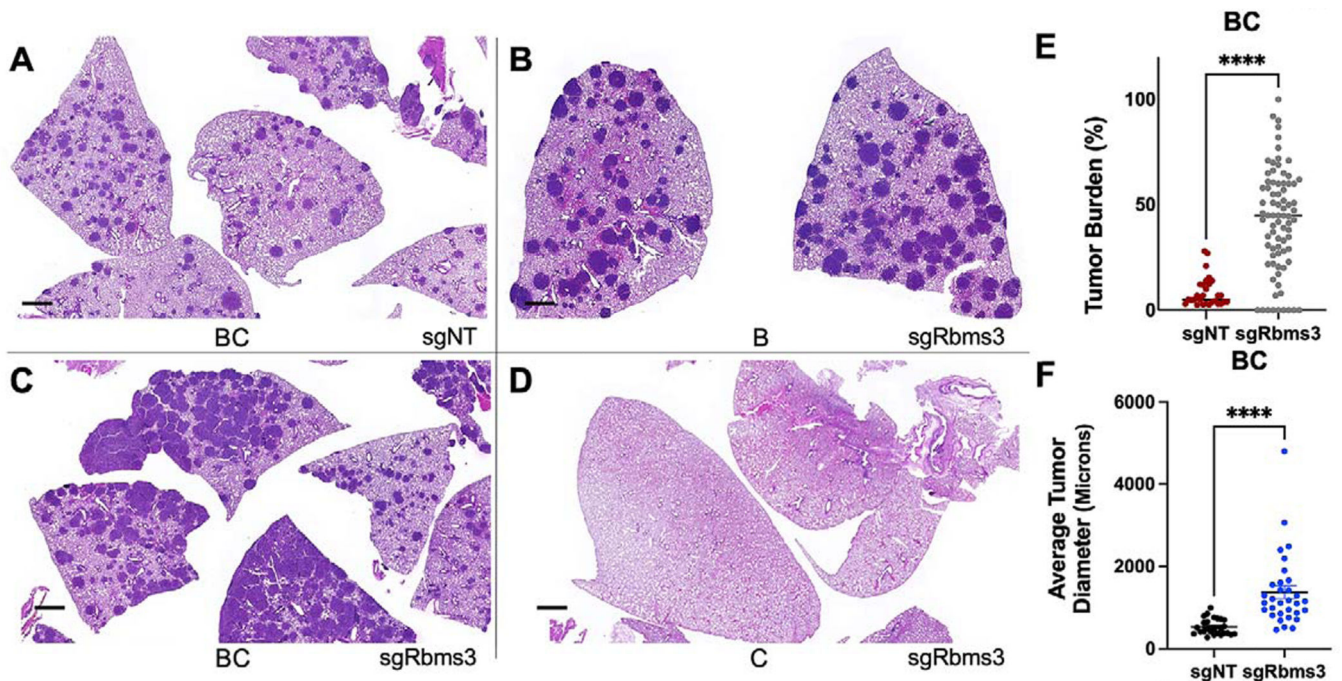 A
BC
sgNT
B
B
sgRbms3
C
BC
sgRbms3
D
C
sgRbms3
E
BC
****
Tumor Burden (%)
100
50
0
sgNT sgRbms3
F
BC
****
Average Tumor
Diameter (Microns)
6000
4000
2000
0
sgNT sgRbms3